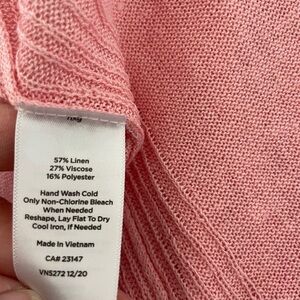 57% Linen
27% Viscose
16% Polyester
Hand Wash Cold
Only Non-Chlorine Bleach
When Needed
Reshape, Lay Flat To Dry
Cool Iron, If Needed
Made In Vietnam
CA# 23147
VN5272 12/20